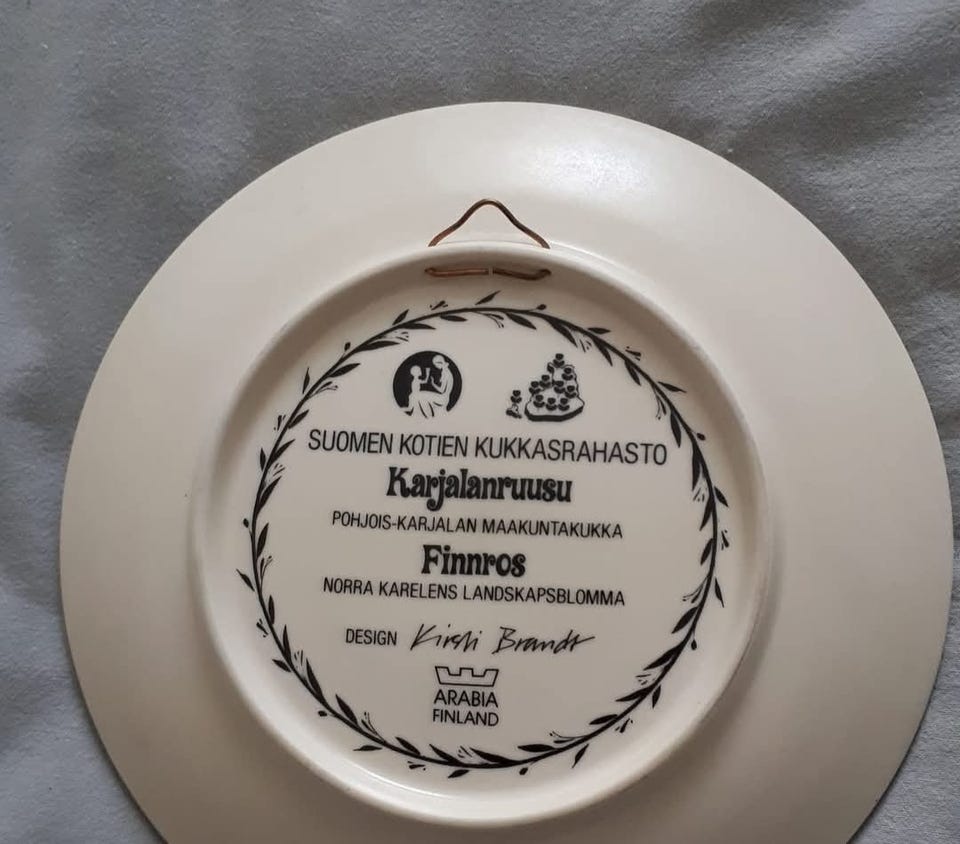 SUOMEN KOTIEN KUKKASRAHASTO
Karjalanruusu
POHJOIS-KARJALAN MAAKUNTAKUKKA
Finnros
NORRA KARELENS LANDSKAPSBLOMMA
DESIGN Kirsti Brandt
ARABIA
FINLAND